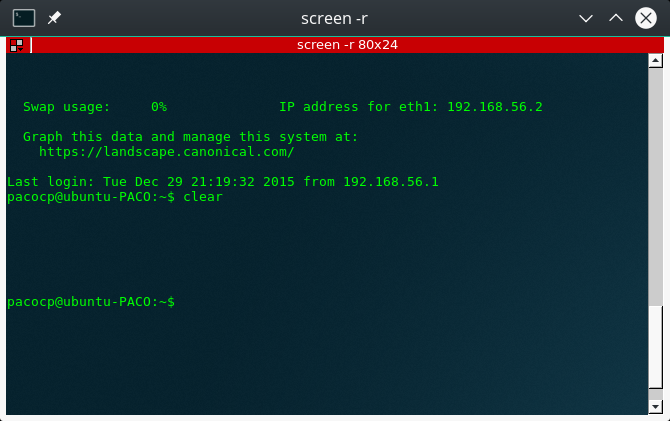 screen -r
screen -r 80x24
Swap usage:     0%              IP address for eth1: 192.168.56.2
Graph this data and manage this system at:
https://landscape.canonical.com/
Last login: Tue Dec 29 21:19:32 2015 from 192.168.56.1
pacocp@ubuntu-PACO:~$ clear
pacocp@ubuntu-PACO:~$